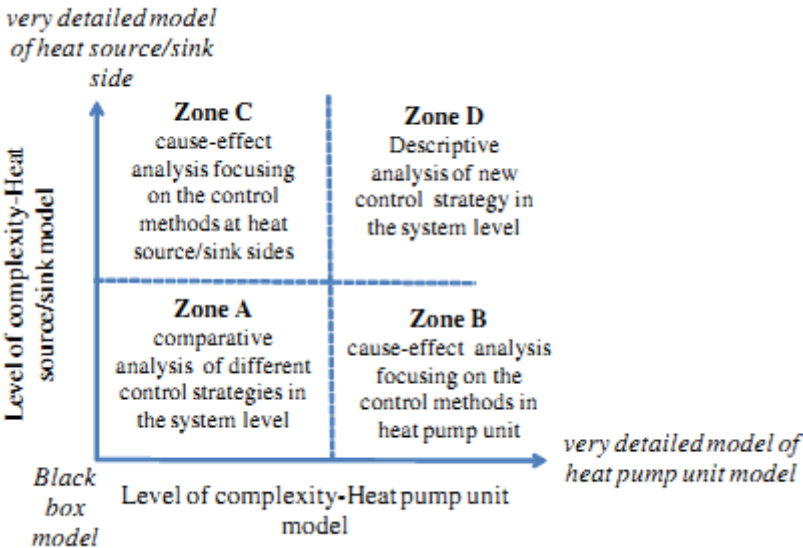 very detailed model
of heat source/sink
side
Level of complexity-Heat
source/sink model
Zone C
cause-effect
analysis focusing
on the control
methods at heat
source/sink sides
Zone D
Descriptive
analysis of new
control strategy in
the system level
Zone A
comparative
analysis of different
control strategies in
the system level
Zone B
cause-effect analysis
focusing on the
control methods in
heat pump unit
very detailed model of
heat pump unit model
Black
box
model
Level of complexity-Heat pump unit
model